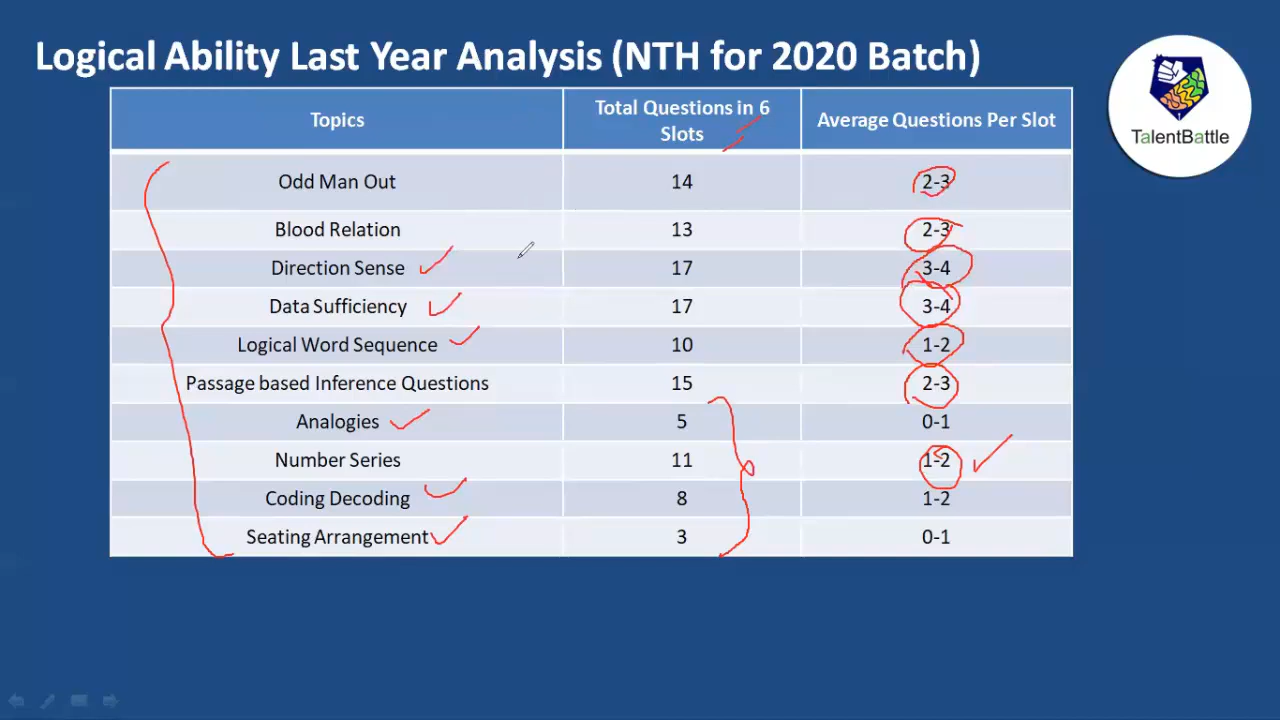 Logical Ability Last Year Analysis (NTH for 2020 Batch)
TalentBattle
Topics
Total Questions in 6
Slots
Average Questions Per Slot
Odd Man Out 14 2-3
Blood Relation 13 2-3
Direction Sense 17 3-4
Data Sufficiency 17 3-4
Logical Word Sequence 10 1-2
Passage based Inference Questions 15 2-3
Analogies 5 0-1
Number Series 11 1-2
Coding Decoding 8 1-2
Seating Arrangement 3 0-1